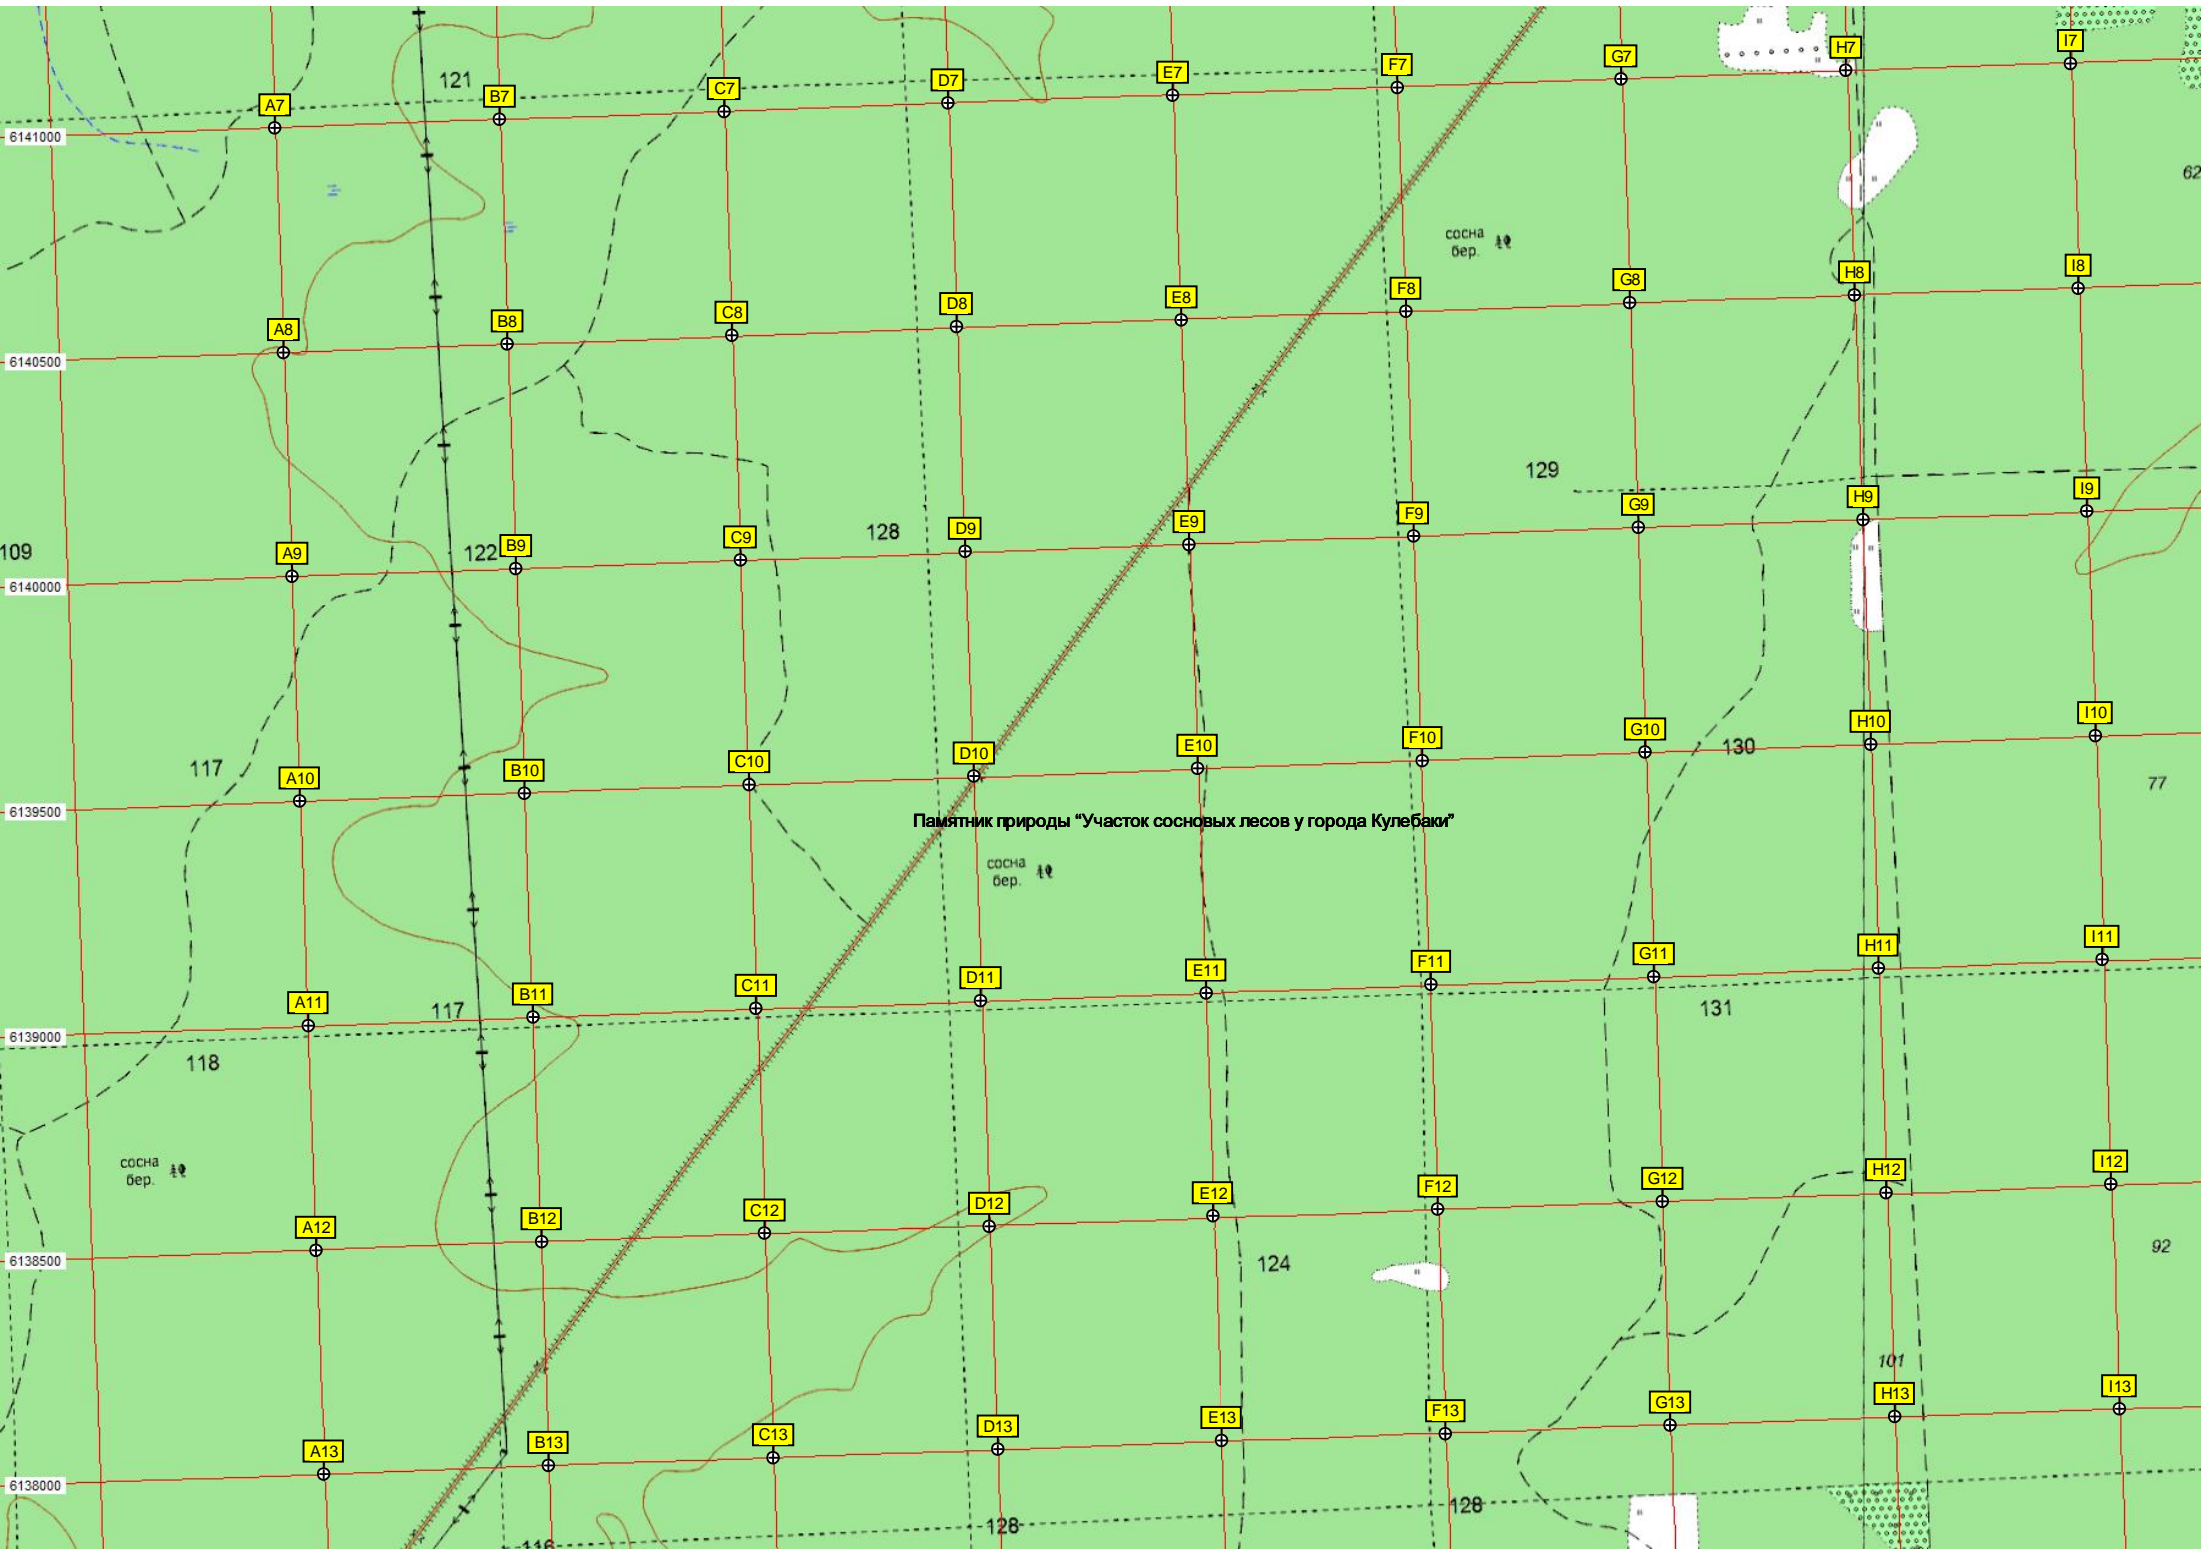 I7
H7
G7
F7
E7
D7
121
C7
B7
A7
6141000
62
сосна
бер.
I8
H8
G8
F8
E8
D8
C8
B8
A8
6140500
129
I9
H9
G9
F9
E9
D9
128
C9
B9
122
A9
109
6140000
I10
H10
G10
130
F10
E10
D10
C10
B10
A10
117
77
6139500
Памятник природы “Участок сосновых лесов у города Кулебаки”
сосна
бер.
I11
H11
G11
F11
E11
D11
C11
B11
A11
117
131
6139000
118
сосна
бер.
I12
H12
G12
F12
E12
D12
C12
B12
A12
92
6138500
124
101
I13
H13
G13
F13
E13
D13
C13
B13
A13
6138000
128
128
116